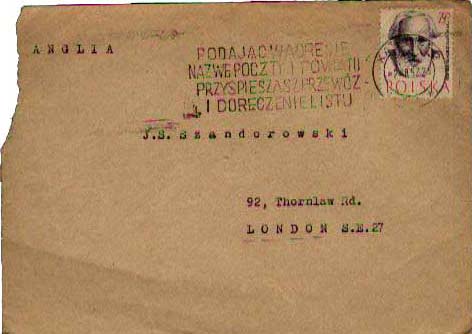 ANGLIA
PODAJĄC W ADRESIE
NAZWĘ POCZTY I POWIATU
PRZYSPIESZASZ PRZEWÓZ
I DORĘCZENIE LISTU
POLSKA
J.S. Szandorowski
92, Thornlaw Rd.
LONDON S.E.27